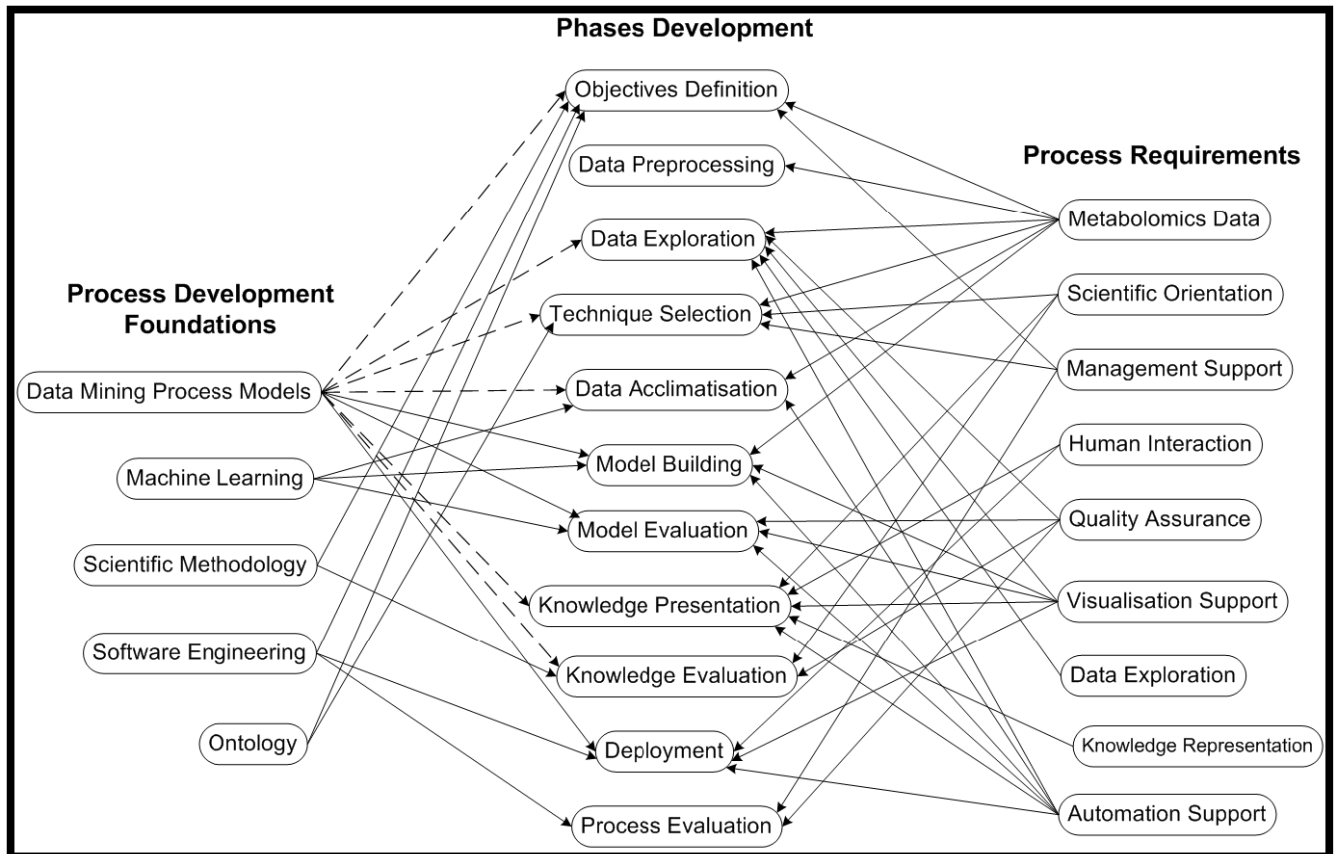 Phases Development
Objectives Definition
Data Preprocessing
Data Exploration
Technique Selection
Data Acclimatisation
Model Building
Model Evaluation
Knowledge Presentation
Knowledge Evaluation
Deployment
Process Evaluation
Process Development
Foundations
Data Mining Process Models
Machine Learning
Scientific Methodology
Software Engineering
Ontology
Process Requirements
Metabolomics Data
Scientific Orientation
Management Support
Human Interaction
Quality Assurance
Visualisation Support
Data Exploration
Knowledge Representation
Automation Support